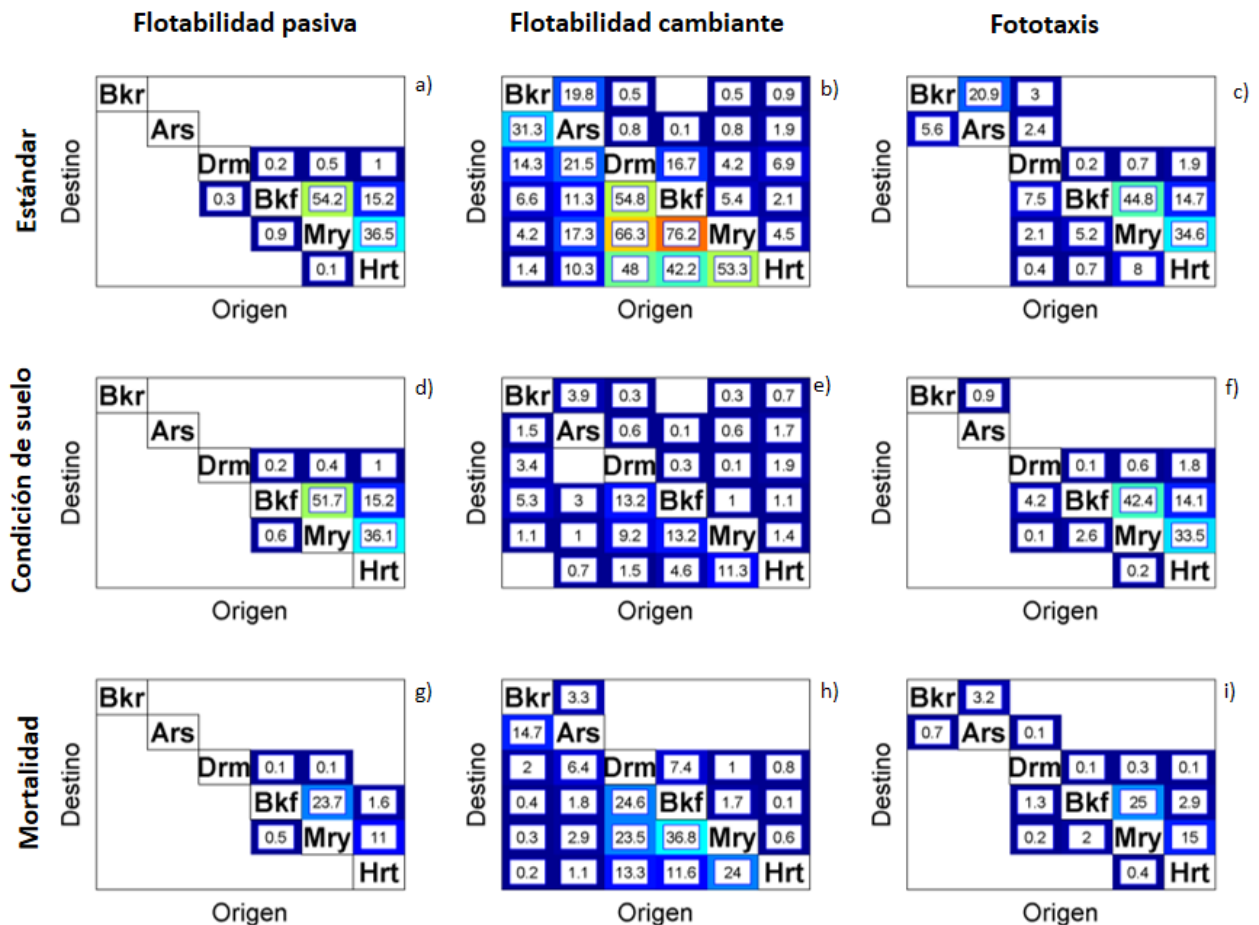 Flotabilidad pasiva Flotabilidad cambiante Fototaxis
Estándar
Destino
a)
Bkr
Ars
Drm 0.2 0.5 1
0.3 Bkf 54.2 15.2
0.9 Mry 36.5
0.1 Hrt
Origen
Destino
b)
Bkr 19.8 0.5 0.5 0.9
31.3 Ars 0.8 0.1 0.8 1.9
14.3 21.5 Drm 16.7 4.2 6.9
6.6 11.3 54.8 Bkf 5.4 2.1
4.2 17.3 66.3 76.2 Mry 4.5
1.4 10.3 48 42.2 53.3 Hrt
Origen
Destino
c)
Bkr 20.9 3
5.6 Ars 2.4
Drm 0.2 0.7 1.9
7.5 Bkf 44.8 14.7
2.1 5.2 Mry 34.6
0.4 0.7 8 Hrt
Origen
Condición de suelo
Destino
d)
Bkr
Ars
Drm 0.2 0.4 1
Bkf 51.7 15.2
0.6 Mry 36.1
Hrt
Origen
Destino
e)
Bkr 3.9 0.3 0.3 0.7
1.5 Ars 0.6 0.1 0.6 1.7
3.4 Drm 0.3 0.1 1.9
5.3 3 13.2 Bkf 1 1.1
1.1 1 9.2 13.2 Mry 1.4
0.7 1.5 4.6 11.3 Hrt
Origen
Destino
f)
Bkr 0.9
Ars
Drm 0.1 0.6 1.8
4.2 Bkf 42.4 14.1
0.1 2.6 Mry 33.5
0.2 Hrt
Origen
Mortalidad
Destino
g)
Bkr
Ars
Drm 0.1 0.1
Bkf 23.7 1.6
0.5 Mry 11
Hrt
Origen
Destino
h)
Bkr 3.3
14.7 Ars
2 6.4 Drm 7.4 1 0.8
0.4 1.8 24.6 Bkf 1.7 0.1
0.3 2.9 23.5 36.8 Mry 0.6
0.2 1.1 13.3 11.6 24 Hrt
Origen
Destino
i)
Bkr 3.2
0.7 Ars 0.1
Drm 0.1 0.3 0.1
1.3 Bkf 25 2.9
0.2 2 Mry 15
0.4 Hrt
Origen